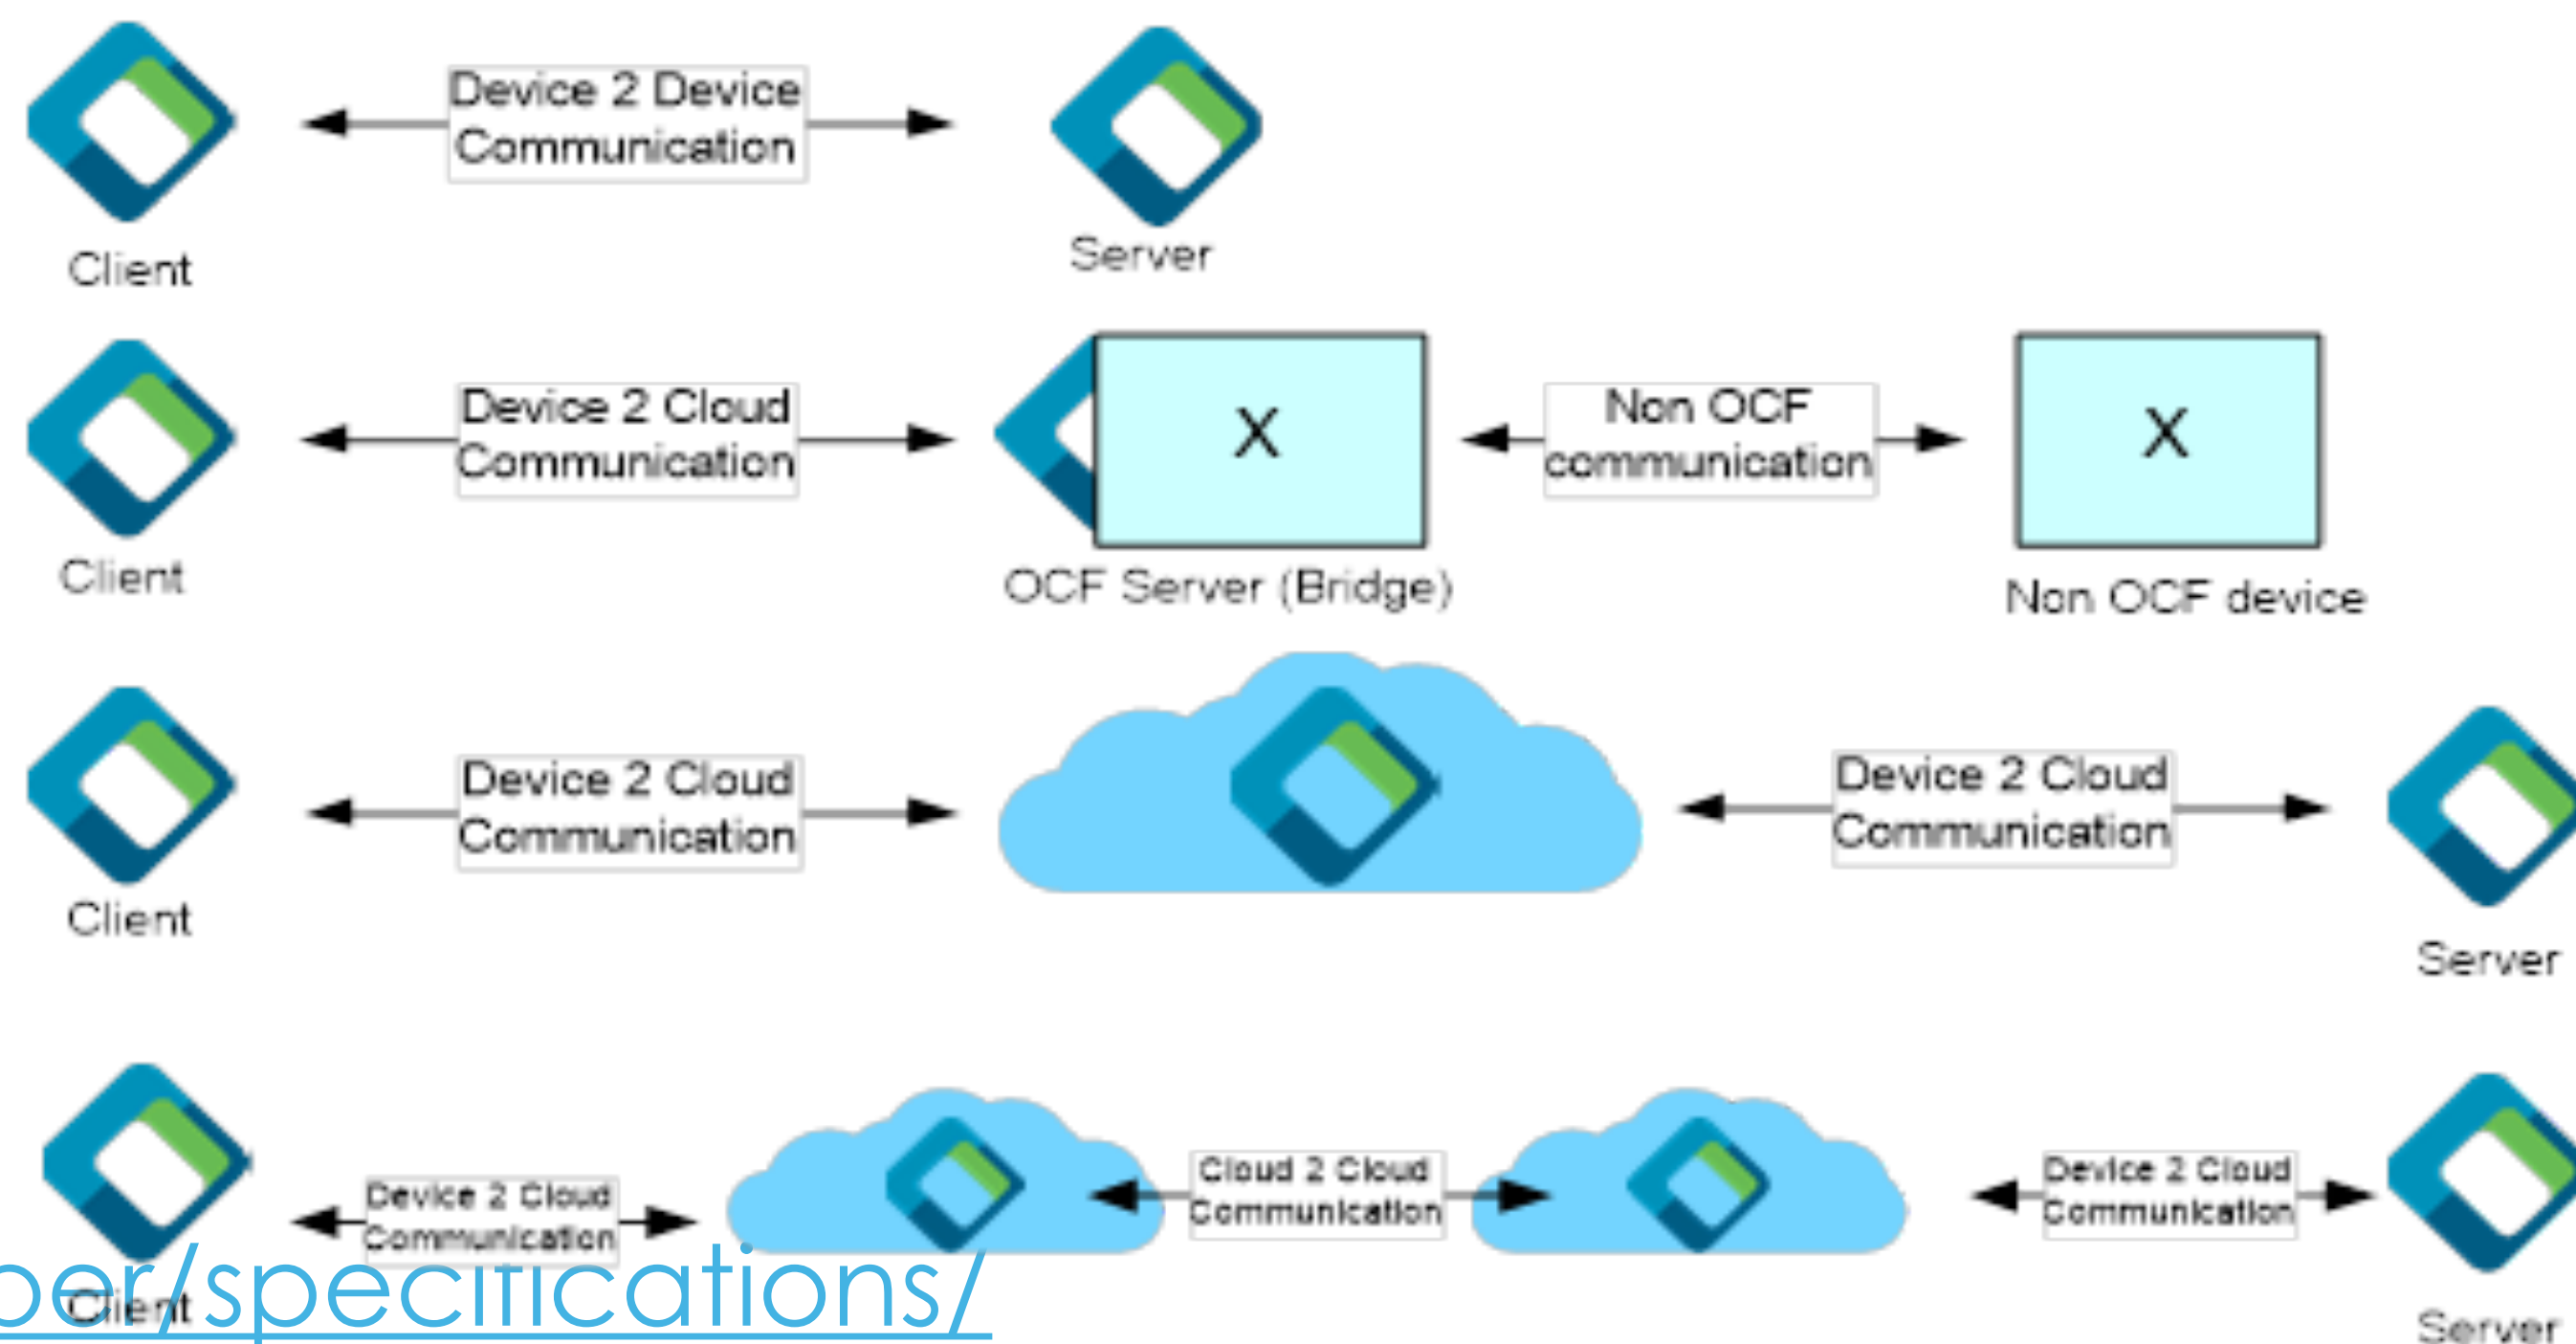 Device 2 Device
Communication
Client
Server
Device 2 Cloud
Communication
X
Non OCF
communication
X
Client
OCF Server (Bridge)
Non OCF device
Device 2 Cloud
Communication
Device 2 Cloud
Communication
Client
Server
Device 2 Cloud
Communication
Cloud 2 Cloud
Communication
Device 2 Cloud
Communication
Client
/specifications/
Server